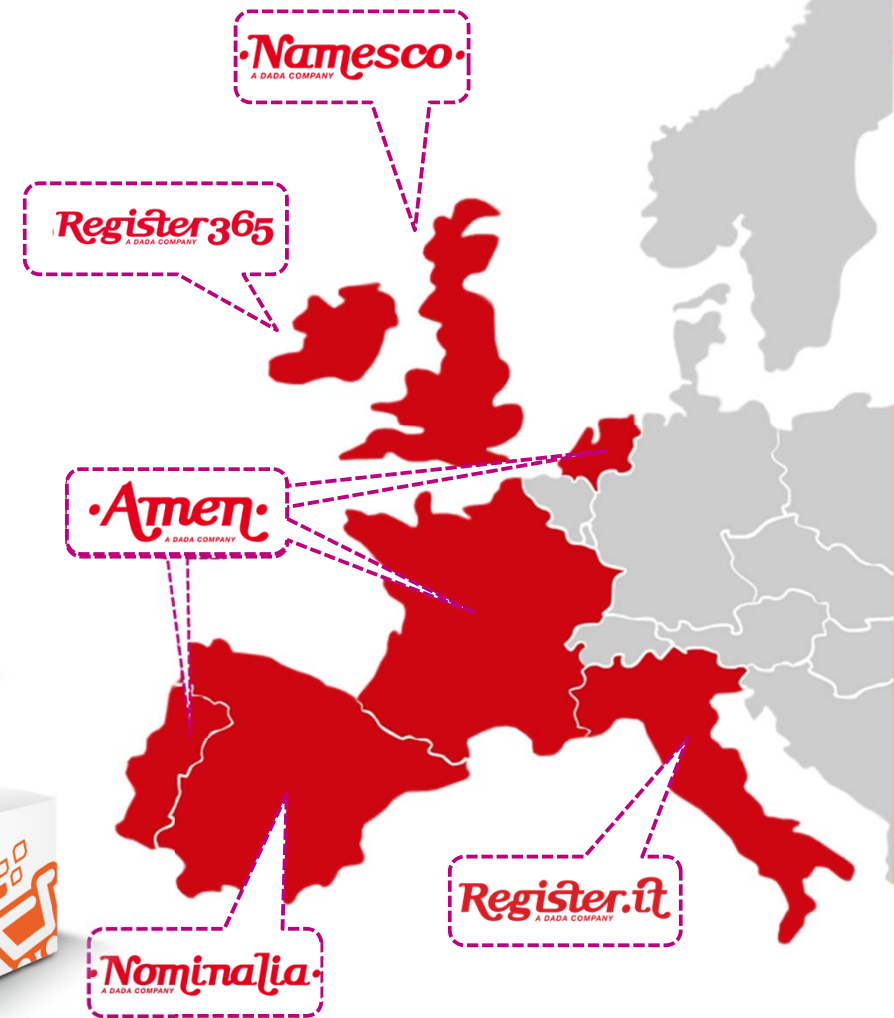 Namesco
A DADA COMPANY
Register365
A DADA COMPANY
Amen
A DADA COMPANY
Register.it
A DADA COMPANY
Nominalia
A DADA COMPANY